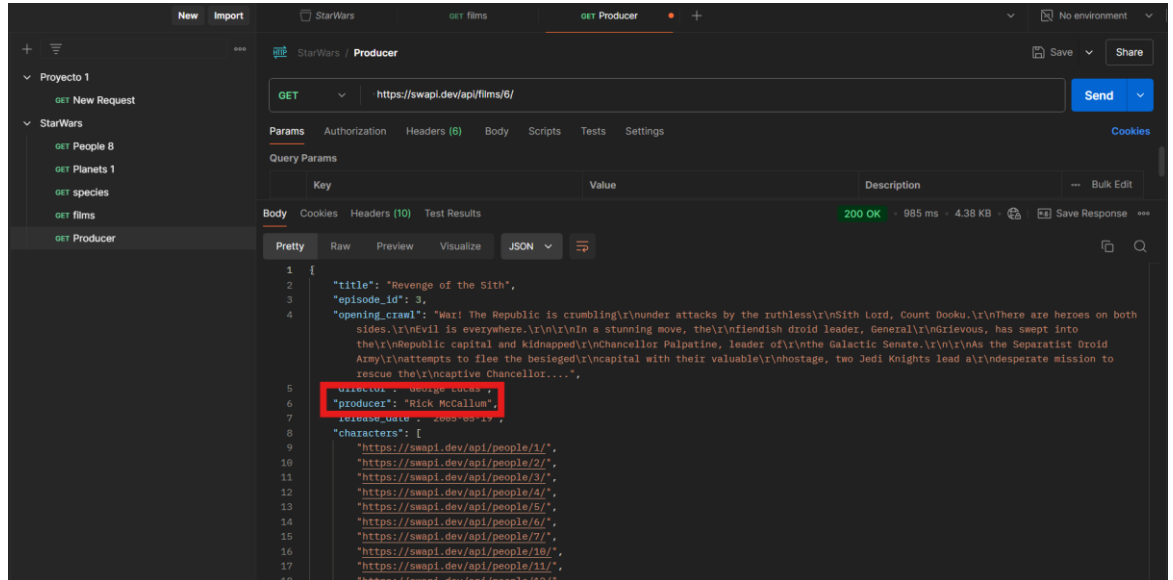 New Import StarWars GET films GET Producer No environment
StarWars / Producer Save Share
Proyecto 1
GET New Request
StarWars
GET People 8
GET Planets 1
GET species
GET films
GET Producer
GET https://swapi.dev/api/films/6/ Send
Params Authorization Headers (6) Body Scripts Tests Settings Cookies
Query Params
Key Value Description Bulk Edit
Body Cookies Headers (10) Test Results 200 OK 985 ms 4.38 KB Save Response
Pretty Raw Preview Visualize JSON
1 {
2 "title": "Revenge of the Sith",
3 "episode_id": 3,
4 "opening_crawl": "War! The Republic is crumbling\r\nunder attacks by the ruthless\r\nSith Lord, Count Dooku.\r\nThere are heroes on both
sides.\r\nEvil is everywhere.\r\n\r\nIn a stunning move, the\r\nfiendish droid leader, General\r\nGrievous, has swept into
the\r\nRepublic capital and kidnapped\r\nChancellor Palpatine, leader of\r\nthe Galactic Senate.\r\n\r\nAs the Separatist Droid
Army\r\nattempts to flee the besieged\r\ncapital with their valuable\r\nhostage, two Jedi Knights lead a\r\ndesperate mission to
rescue the\r\ncaptive Chancellor....",
5 "director": "George Lucas",
6 "producer": "Rick McCallum",
7 "release_date": "2005-05-19",
8 "characters": [
9 "https://swapi.dev/api/people/1/",
10 "https://swapi.dev/api/people/2/",
11 "https://swapi.dev/api/people/3/",
12 "https://swapi.dev/api/people/4/",
13 "https://swapi.dev/api/people/5/",
14 "https://swapi.dev/api/people/6/",
15 "https://swapi.dev/api/people/7/",
16 "https://swapi.dev/api/people/10/",
17 "https://swapi.dev/api/people/11/",